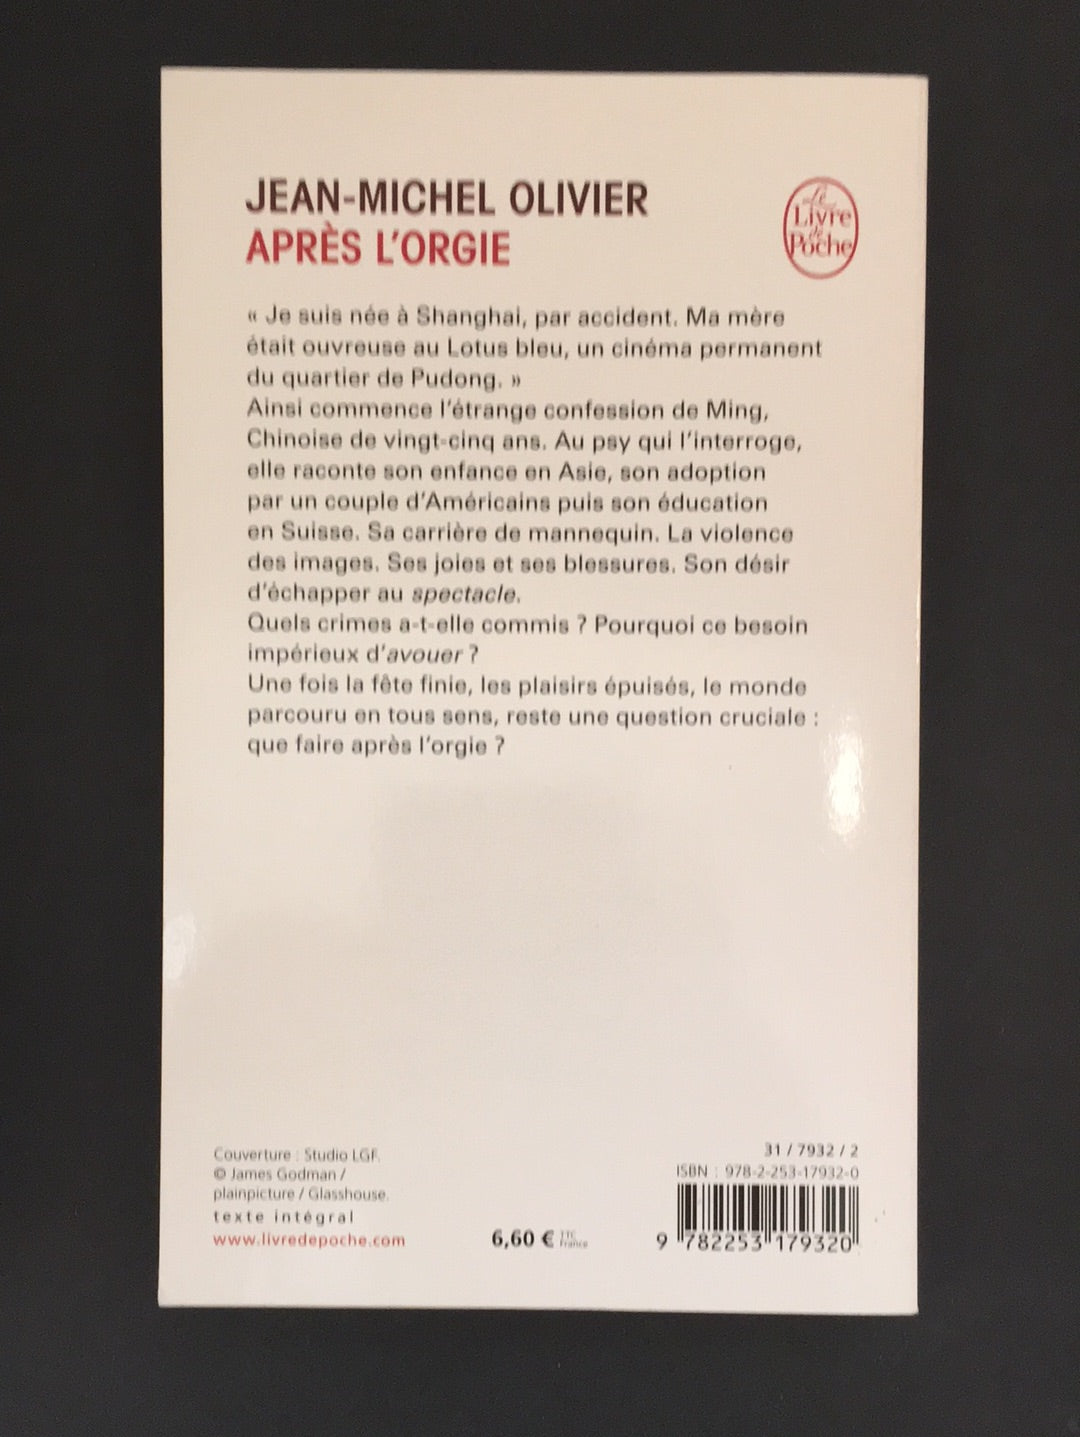 JEAN-MICHEL OLIVIER
APRÈS L'ORGIE
Le
Livre
de
Poche
« Je suis née à Shanghai, par accident. Ma mère
était ouvreuse au Lotus bleu, un cinéma permanent
du quartier de Pudong. »
Ainsi commence l'étrange confession de Ming,
Chinoise de vingt-cinq ans. Au psy qui l'interroge,
elle raconte son enfance en Asie, son adoption
par un couple d'Américains puis son éducation
en Suisse. Sa carrière de mannequin. La violence
des images. Ses joies et ses blessures. Son désir
d'échapper au spectacle.
Quels crimes a-t-elle commis ? Pourquoi ce besoin
impérieux d'avouer ?
Une fois la fête finie, les plaisirs épuisés, le monde
parcouru en tous sens, reste une question cruciale :
que faire après l'orgie ?
Couverture : Studio LGF.
© James Godman /
plainpicture / Glasshouse.
texte intégral
www.livredepoche.com
6,60 € TTC France
31 / 7932 / 2
ISBN : 978-2-253-17932-0
9 782253 179320